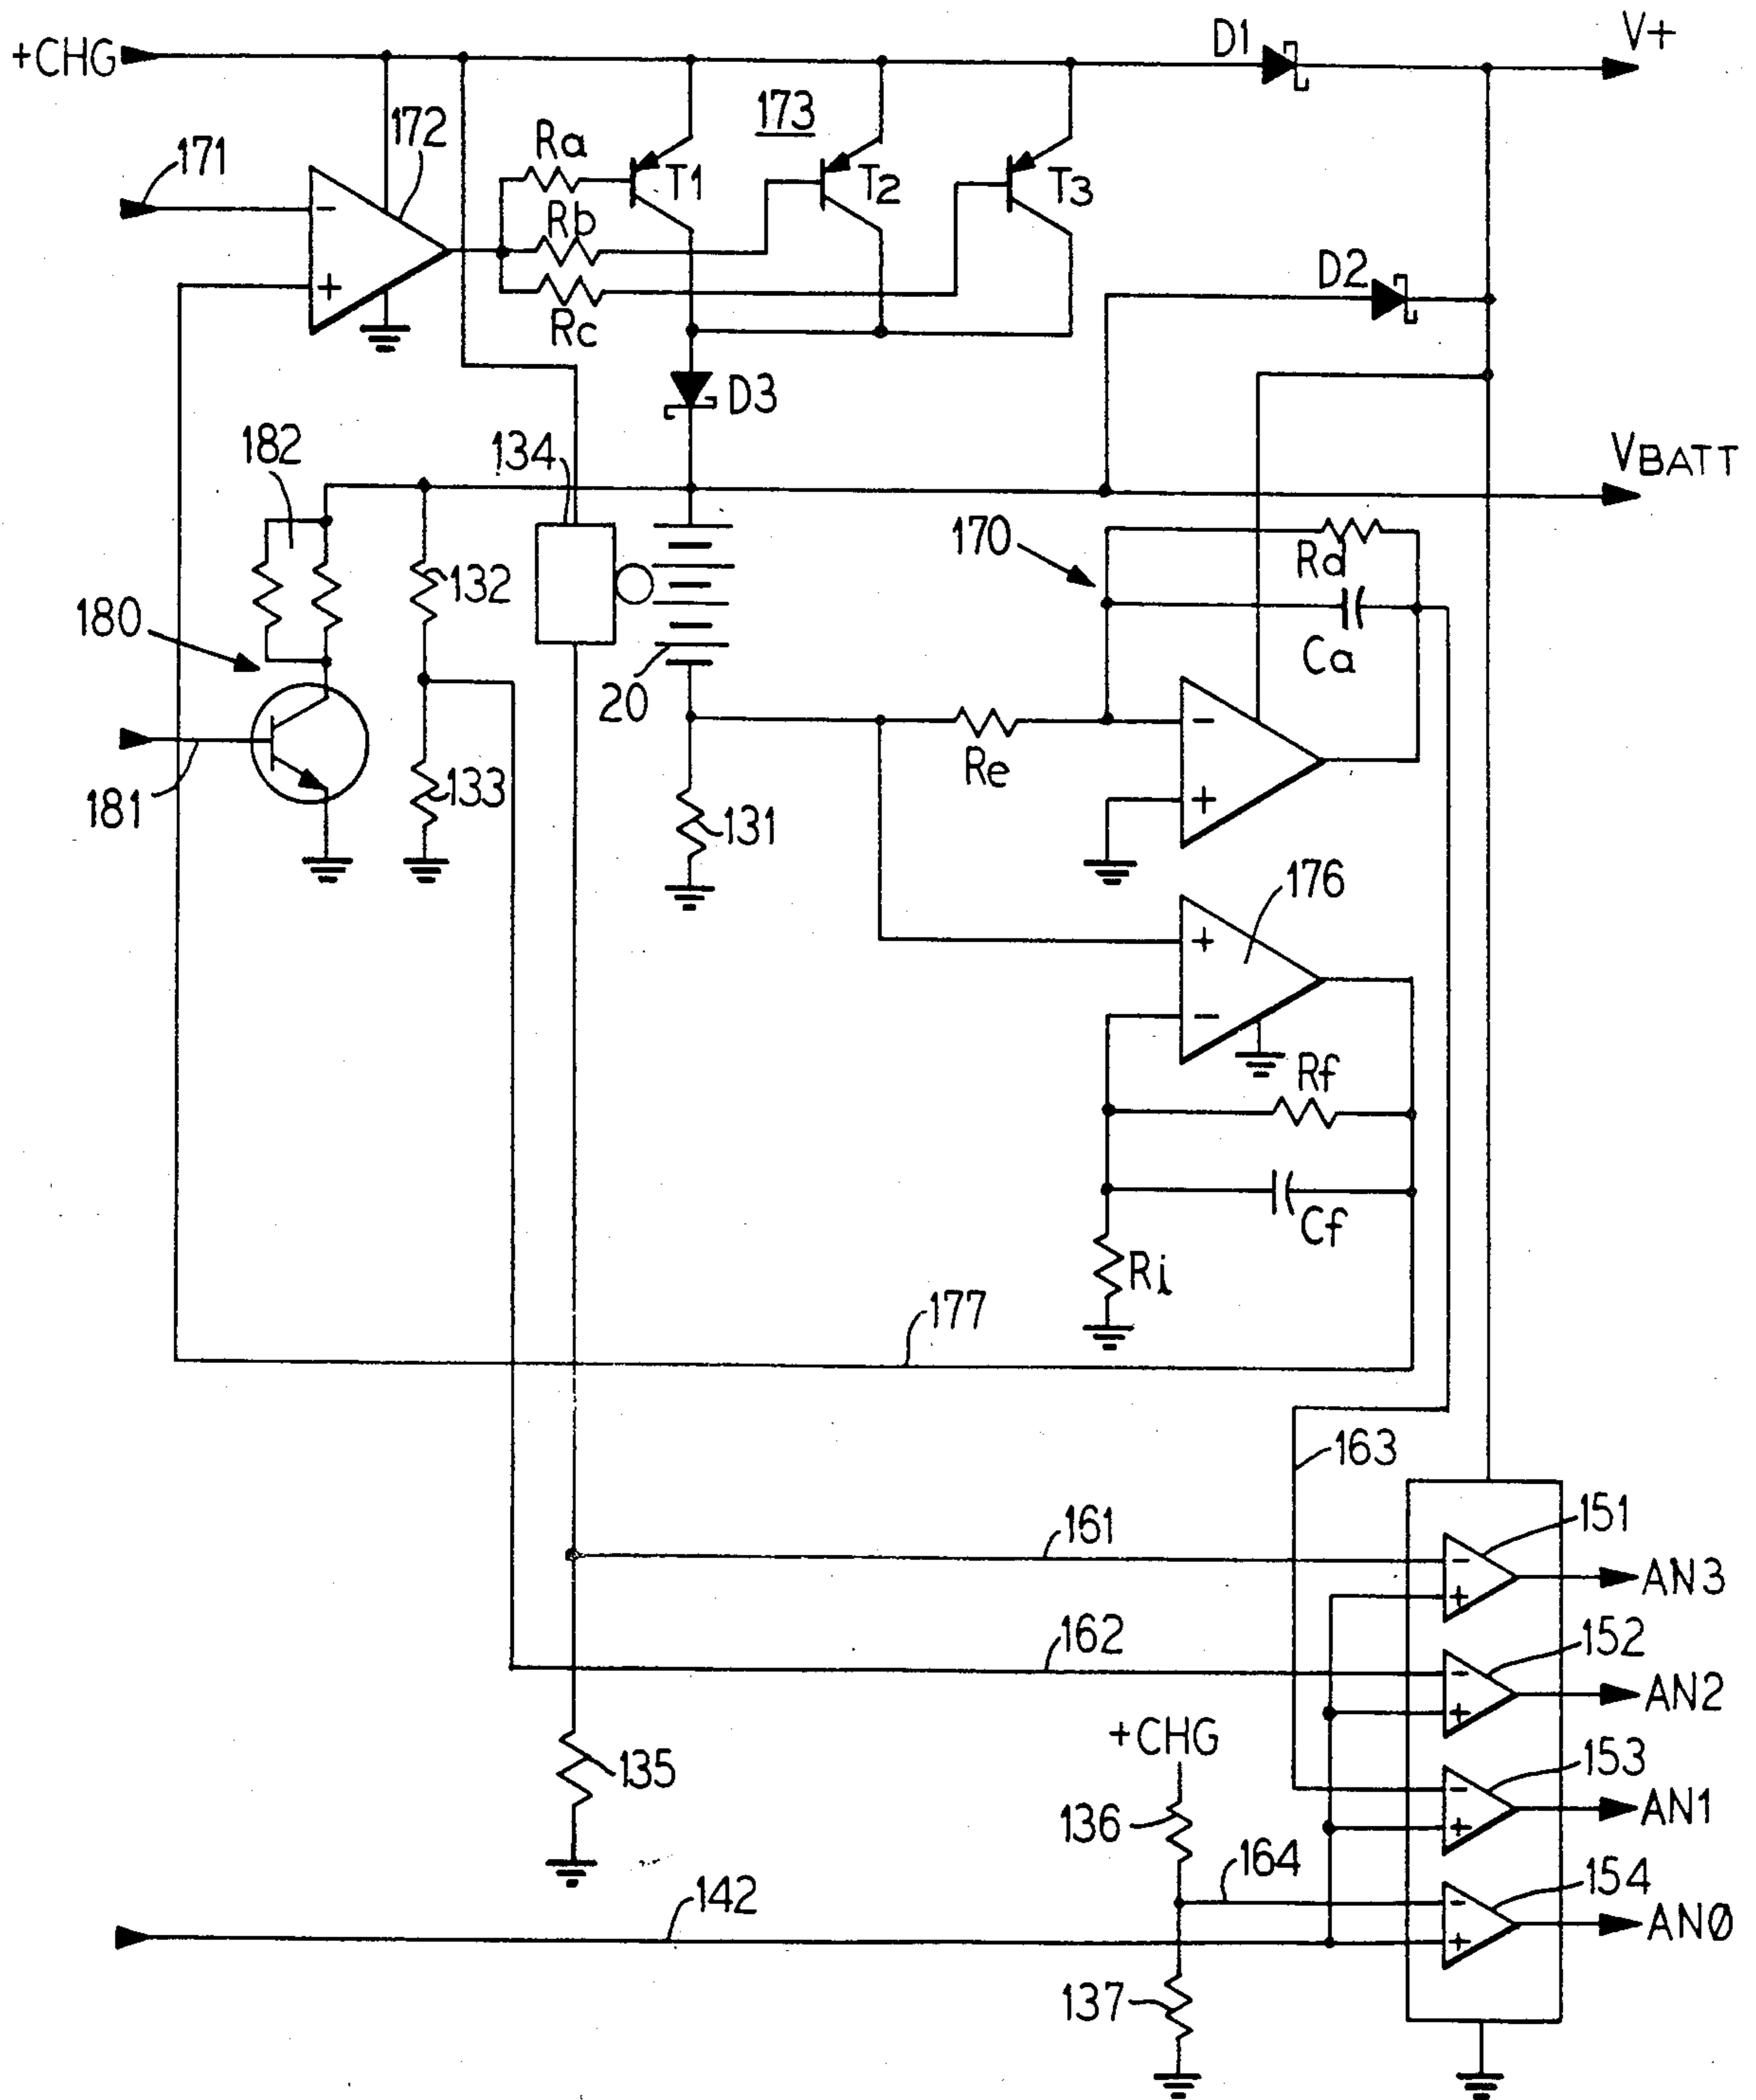 +CHG
D1
V+
173
172
171
Ra
T1
T2
T3
-
Rb
+
Rc
D2
D3
182
134
VBATT
170
Rd
132
180
Ca
20
-
Re
133
181
+
131
176
+
-
Rf
Cf
Ri
177
163
161
151
-
AN3
+
162
152
-
AN2
+
+CHG
135
153
-
AN1
+
136
164
154
142
-
ANØ
+
137